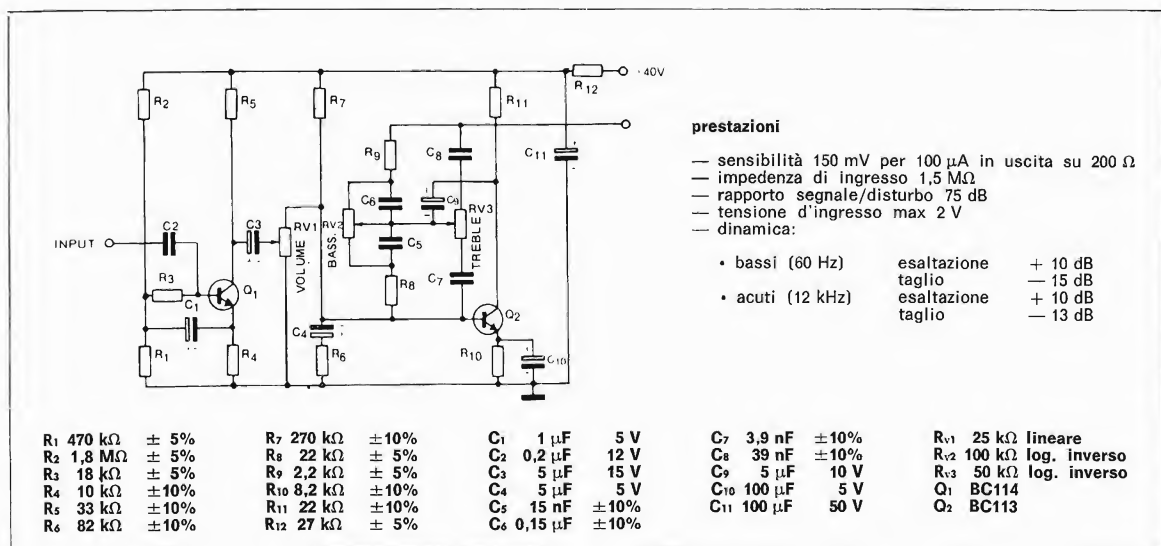 R2
R5
R7
R11
R12
·40V
R9
C8
C11
C6
C9
RV3
RV2
RV1
INPUT
C2
C3
C5
BASS.
VOLUME
TREBLE
R3
Q1
R8
C7
C1
Q2
C4
R1
R4
R6
R10
C10
prestazioni
— sensibilità 150 mV per 100 µA in uscita su 200 Ω
— impedenza di ingresso 1,5 MΩ
— rapporto segnale/disturbo 75 dB
— tensione d'ingresso max 2 V
— dinamica:
• bassi (60 Hz) esaltazione + 10 dB
taglio — 15 dB
• acuti (12 kHz) esaltazione + 10 dB
taglio — 13 dB
R1 470 kΩ ± 5%
R2 1,8 MΩ ± 5%
R3 18 kΩ ± 5%
R4 10 kΩ ±10%
R5 33 kΩ ±10%
R6 82 kΩ ±10%
R7 270 kΩ ±10%
R8 22 kΩ ± 5%
R9 2,2 kΩ ± 5%
R10 8,2 kΩ ±10%
R11 22 kΩ ±10%
R12 27 kΩ ± 5%
C1 1 µF 5 V
C2 0,2 µF 12 V
C3 5 µF 15 V
C4 5 µF 5 V
C5 15 nF ±10%
C6 0,15 µF ±10%
C7 3,9 nF ±10%
C8 39 nF ±10%
C9 5 µF 10 V
C10 100 µF 5 V
C11 100 µF 50 V
Rv1 25 kΩ lineare
Rv2 100 kΩ log. inverso
Rv3 50 kΩ log. inverso
Q1 BC114
Q2 BC113